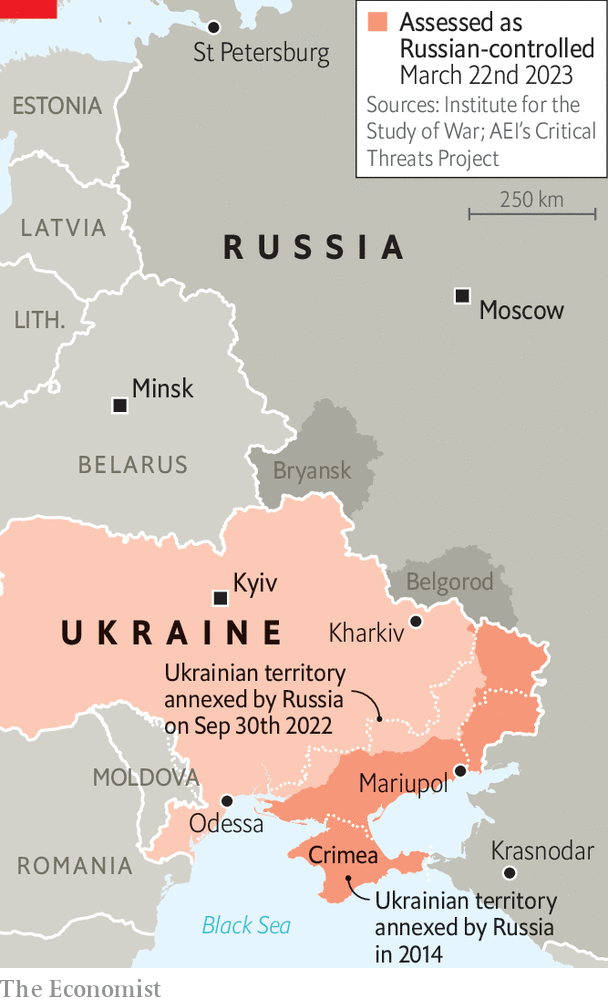 St Petersburg
Assessed as
Russian-controlled
March 22nd 2023
Sources: Institute for the
Study of War; AEI's Critical
Threats Project
ESTONIA
250 km
LATVIA
RUSSIA
Moscow
LITH.
Minsk
BELARUS
Bryansk
Kyiv
Belgorod
UKRAINE
Kharkiv
Ukrainian territory
annexed by Russia
on Sep 30th 2022
MOLDOVA
Mariupol
Odessa
ROMANIA
Crimea
Krasnodar
Ukrainian territory
annexed by Russia
in 2014
Black Sea
The Economist